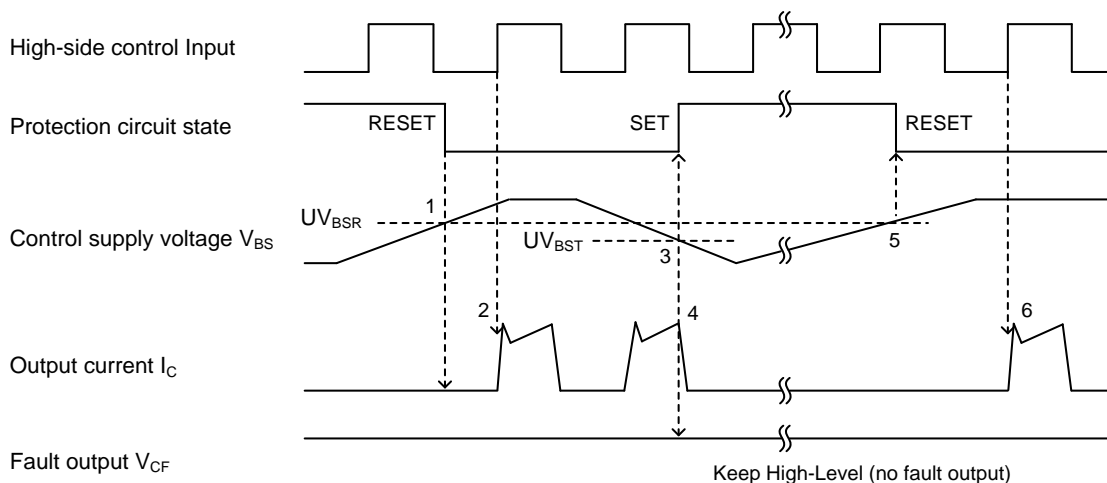 High-side control Input
Protection circuit state
RESET
SET
RESET
Control supply voltage VBS
UVBSR
1
UVBST
3
5
Output current IC
2
4
6
Fault output VCF
Keep High-Level (no fault output)